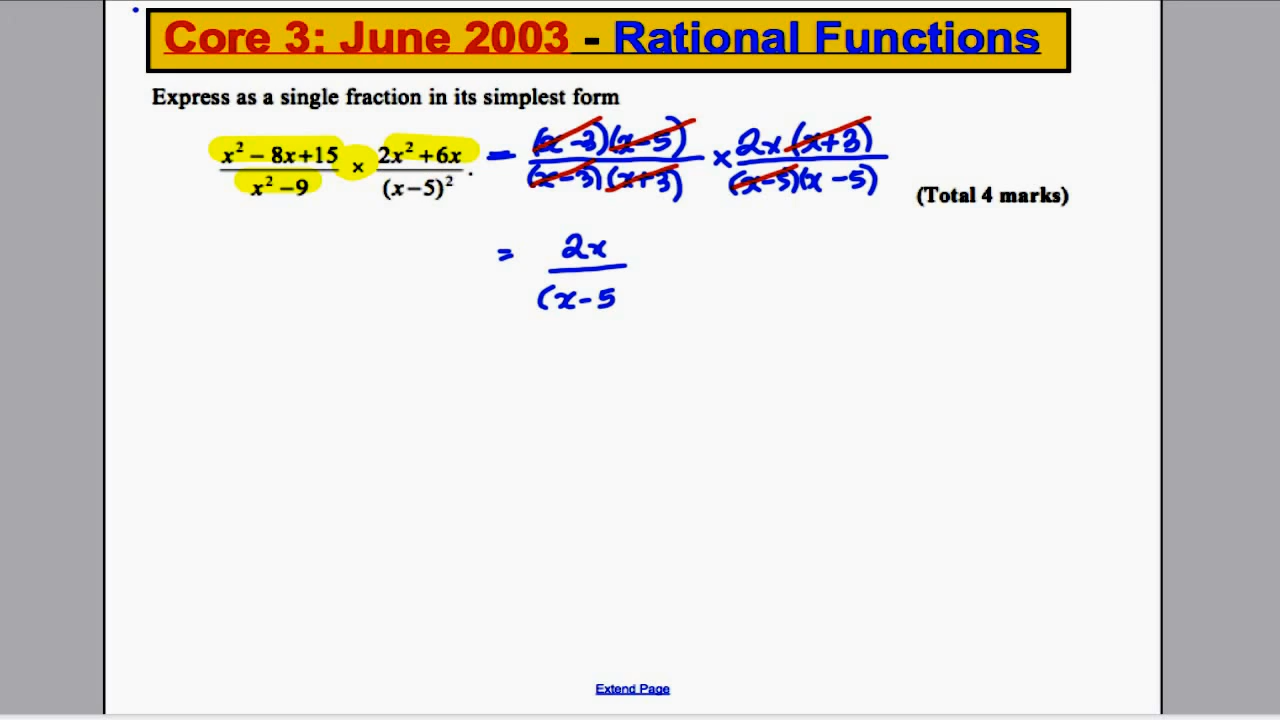 Core 3: June 2003 - Rational Functions
Express as a single fraction in its simplest form
x² − 8x+15 / x² −9 × 2x² +6x / (x−5)² . = (x-3)(x-5) / (x-3)(x+3) × 2x(x+3) / (x-5)(x-5)
(Total 4 marks)
= 2x / (x-5
Extend Page